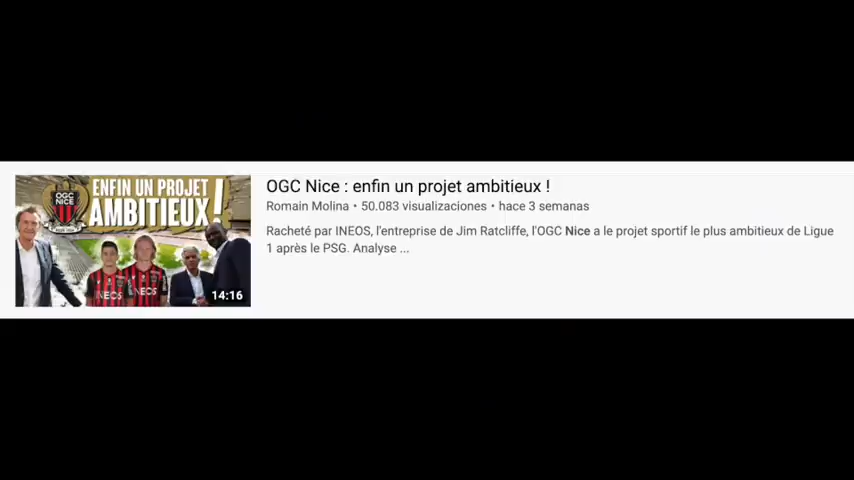 OGC
NICE
ENFIN UN PROJET
AMBITIEUX !
INEOS
INEOS
14:16
OGC Nice : enfin un projet ambitieux !
Romain Molina • 50.083 visualizaciones • hace 3 semanas
Racheté par INEOS, l'entreprise de Jim Ratcliffe, l'OGC Nice a le projet sportif le plus ambitieux de Ligue
1 après le PSG. Analyse ...